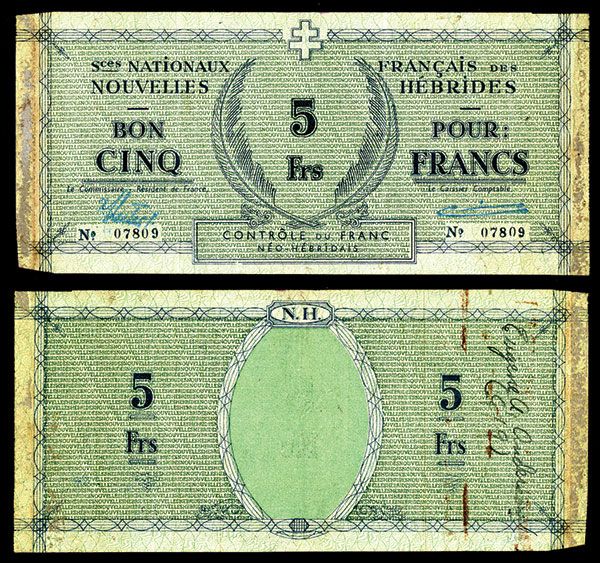 Sces NATIONAUX FRANÇAIS DES
NOUVELLES HÉBRIDES
BON POUR:
CINQ FRANCS
5
Frs
Le Commissaire - Résident de France, Le Caissier Comptable,
No 07809 No 07809
CONTRÔLE DU FRANC
NÉO-HÉBRIDAIS
N.H.
5 5
Frs Frs